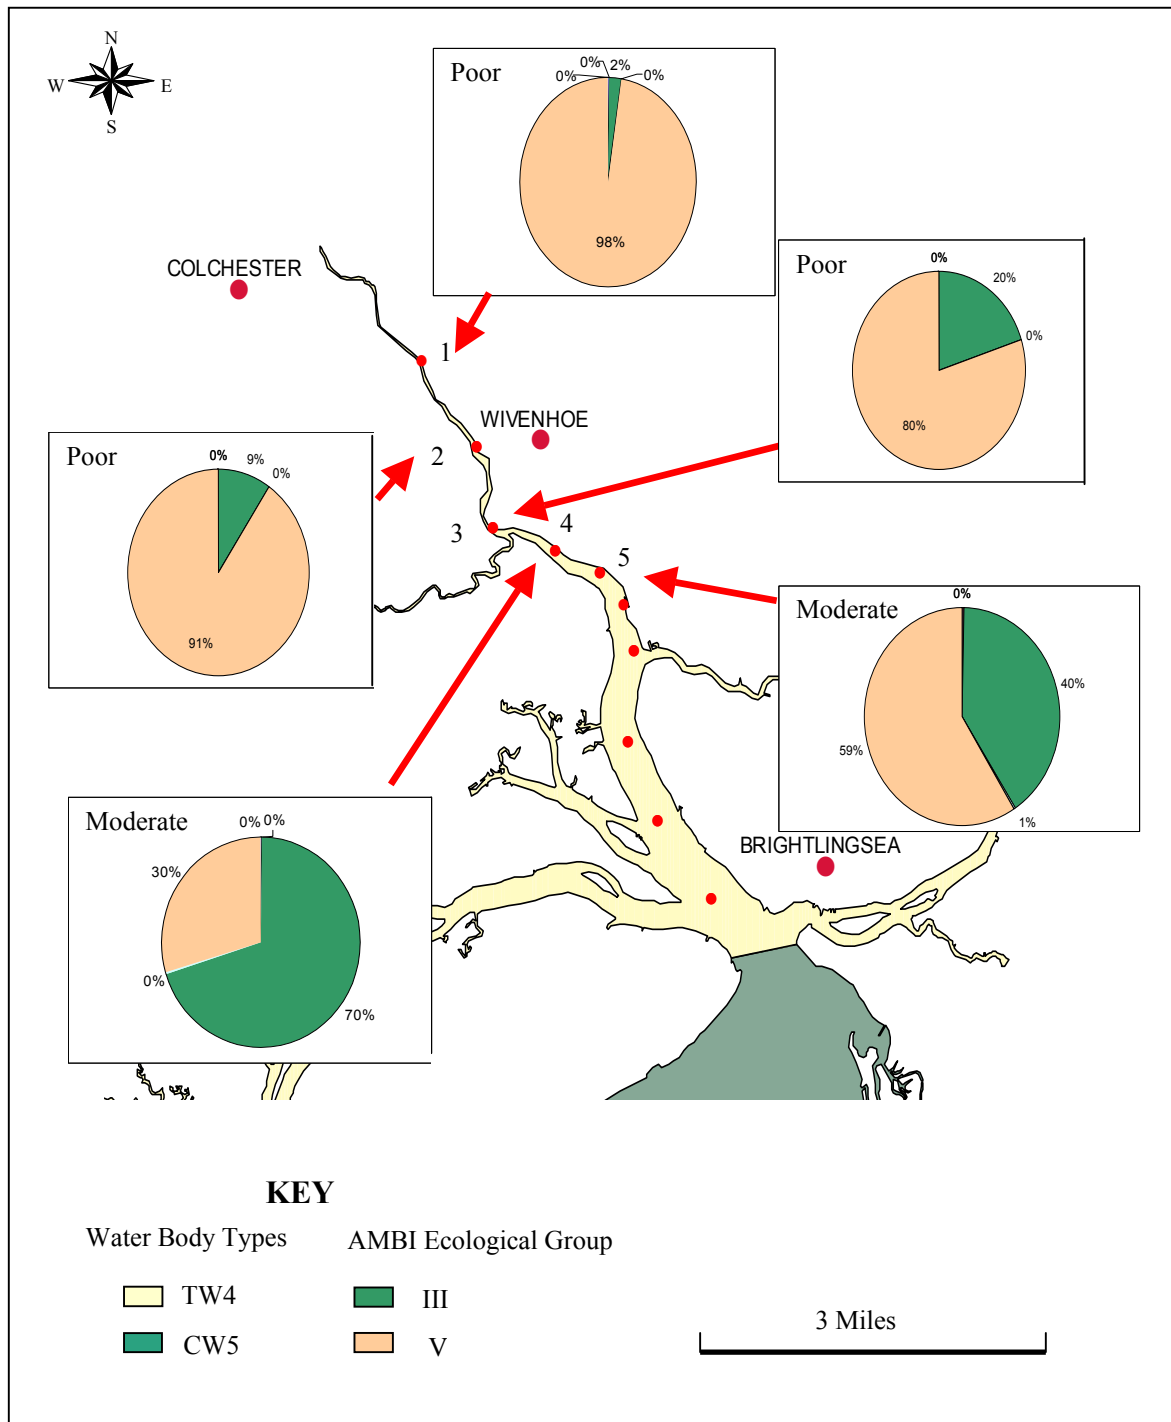 N
W E
S
Poor
0% 2%
0% 0%
98%
COLCHESTER
Poor
0%
20%
0%
80%
1
WIVENHOE
Poor
0% 9%
0%
91%
2
3
4
5
Moderate
0%
40%
59%
1%
Moderate
0% 0%
30%
0%
70%
BRIGHTLINGSEA
KEY
Water Body Types AMBI Ecological Group
TW4 III
CW5 V
3 Miles